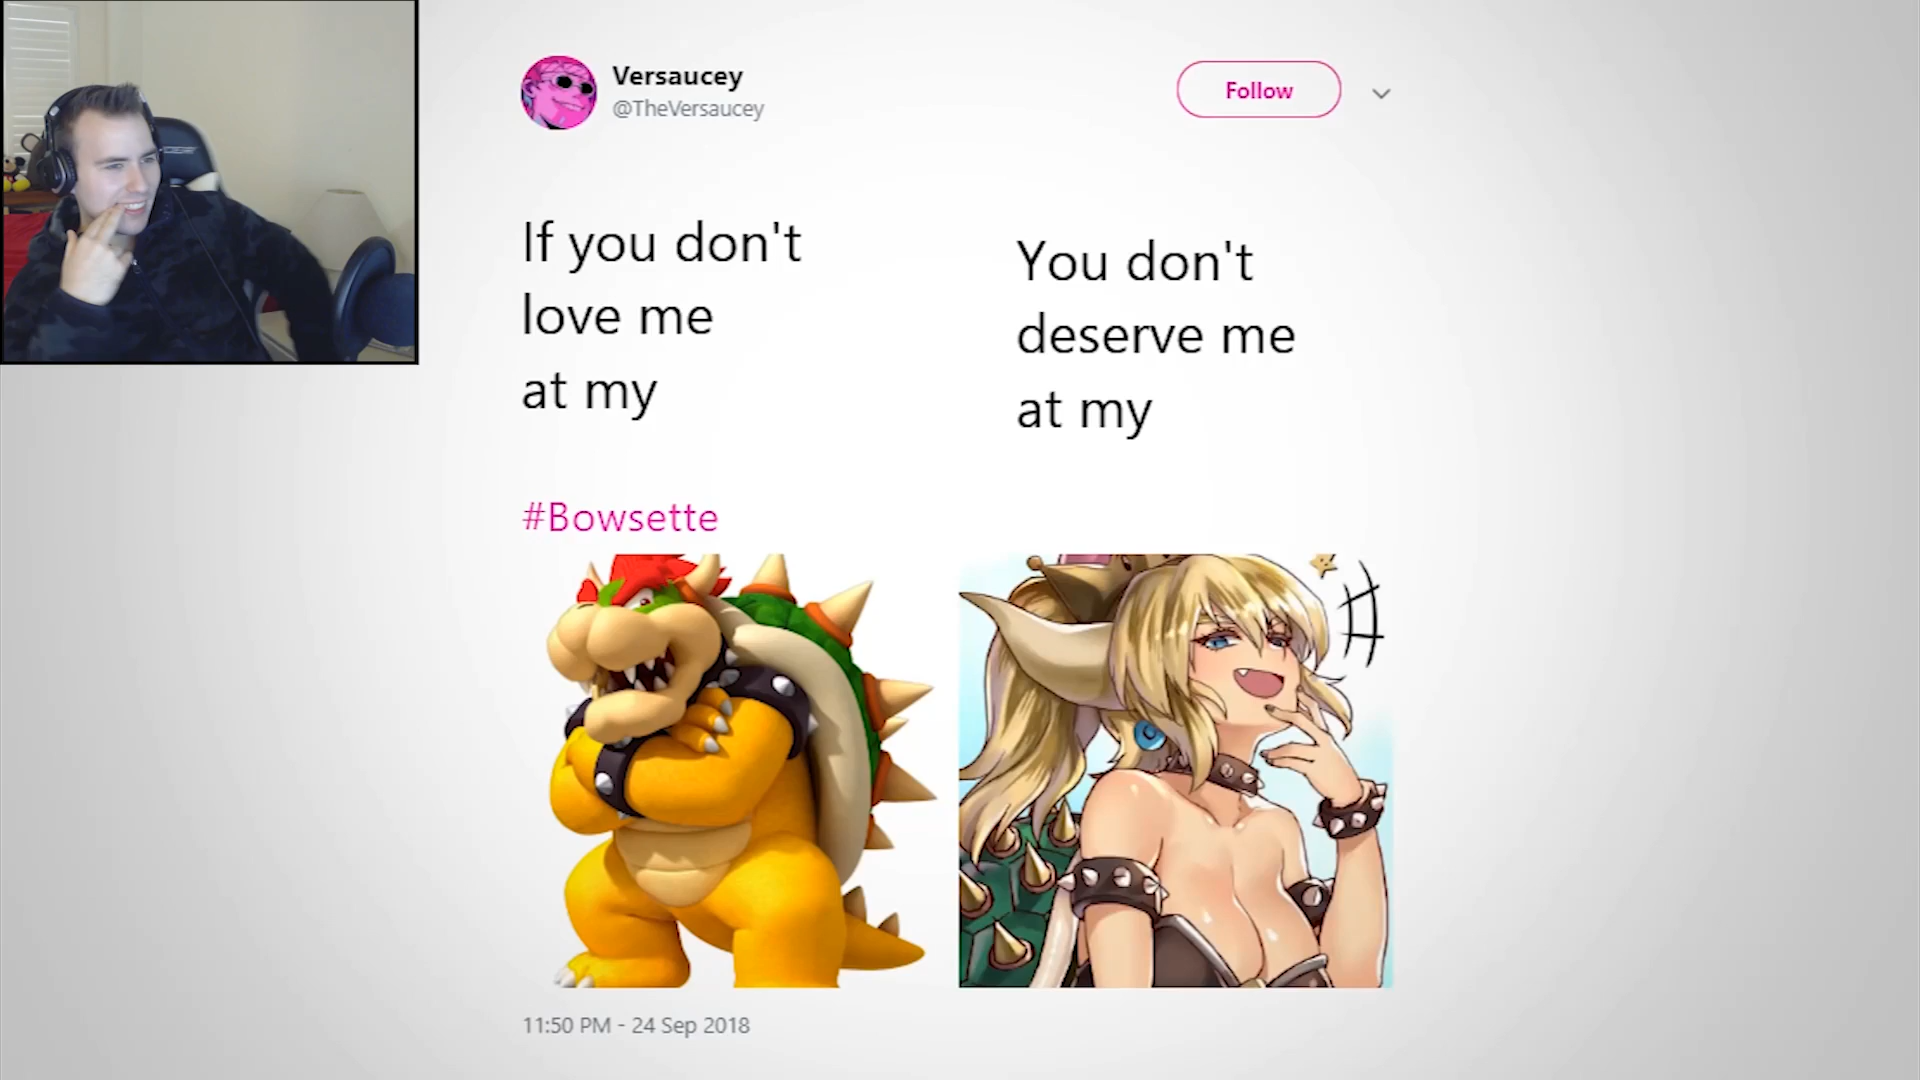 Versaucey
@TheVersaucey
Follow
If you don't
love me
at my
You don't
deserve me
at my
#Bowsette
11:50 PM - 24 Sep 2018